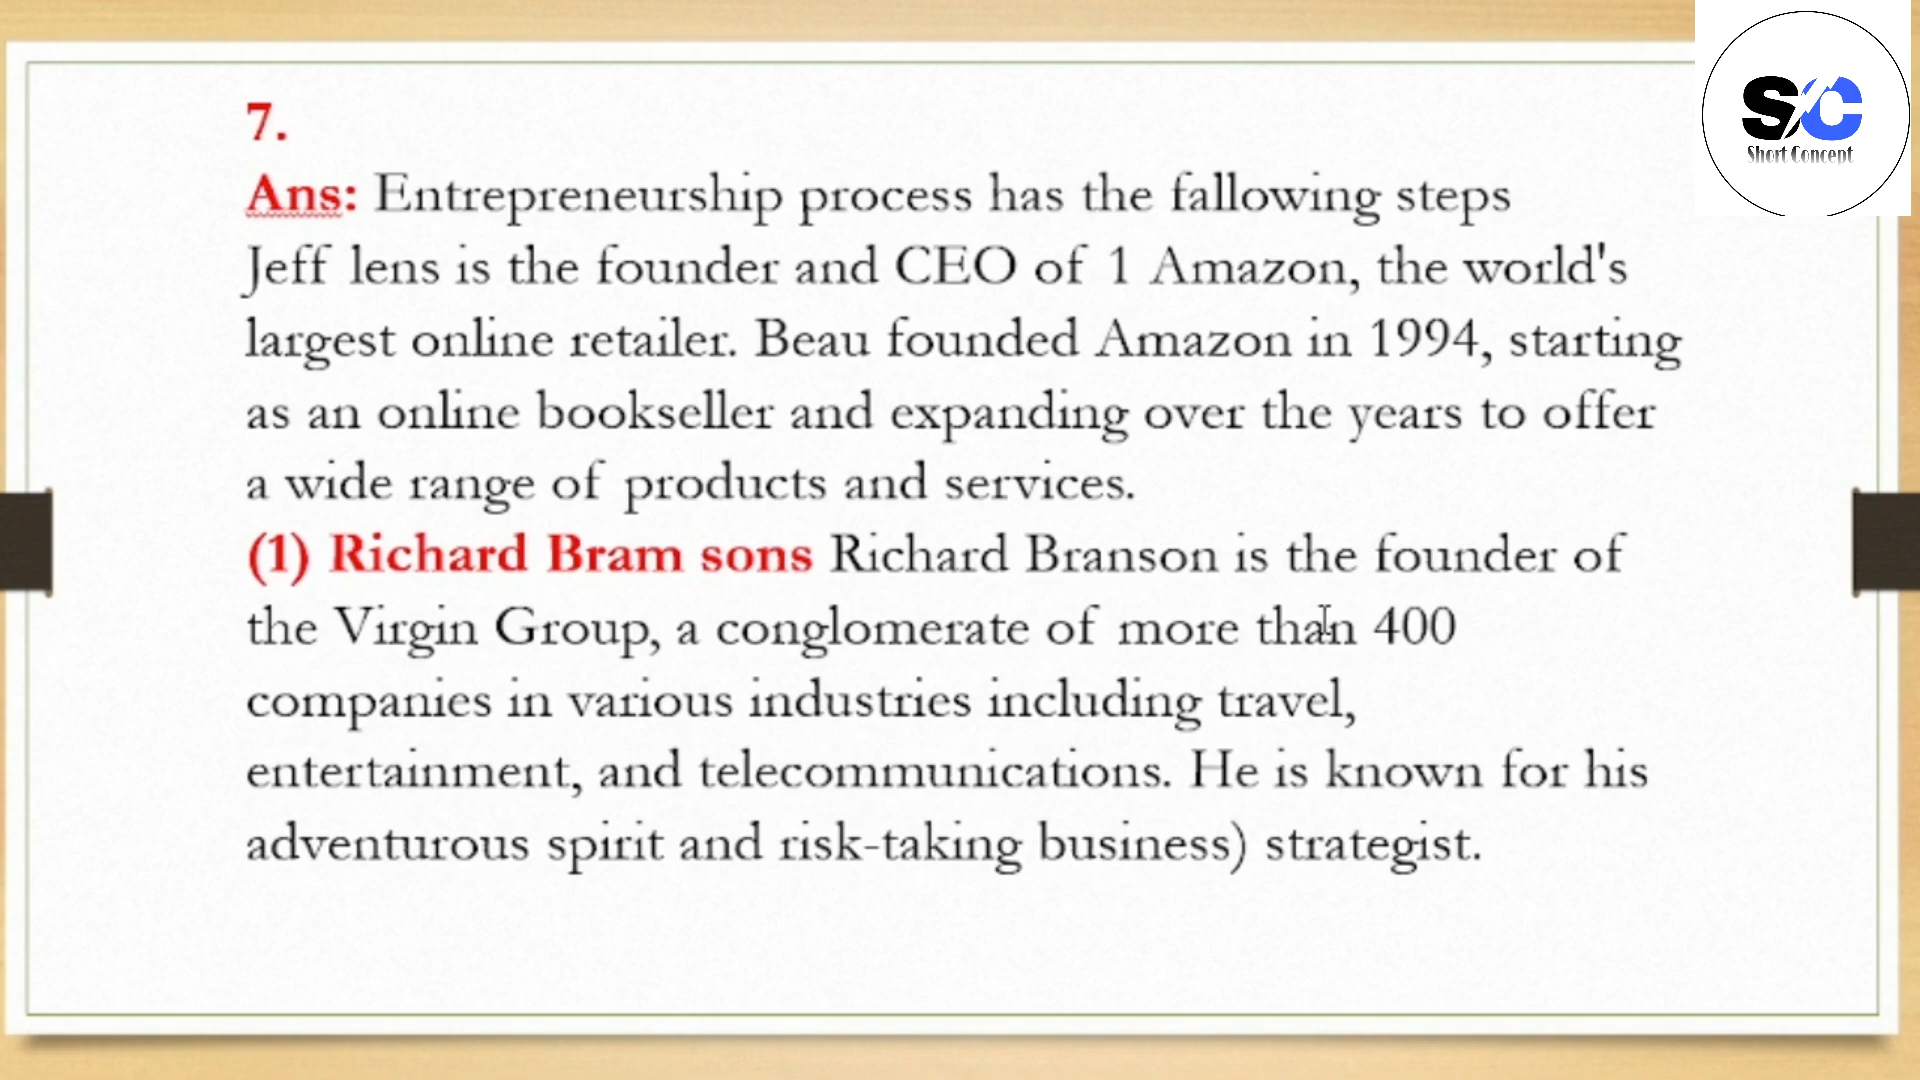 S/C
Short Concept
7.
Ans: Entrepreneurship process has the fallowing steps
Jeff lens is the founder and CEO of 1 Amazon, the world's
largest online retailer. Beau founded Amazon in 1994, starting
as an online bookseller and expanding over the years to offer
a wide range of products and services.
(1) Richard Bram sons Richard Branson is the founder of
the Virgin Group, a conglomerate of more than 400
companies in various industries including travel,
entertainment, and telecommunications. He is known for his
adventurous spirit and risk-taking business) strategist.